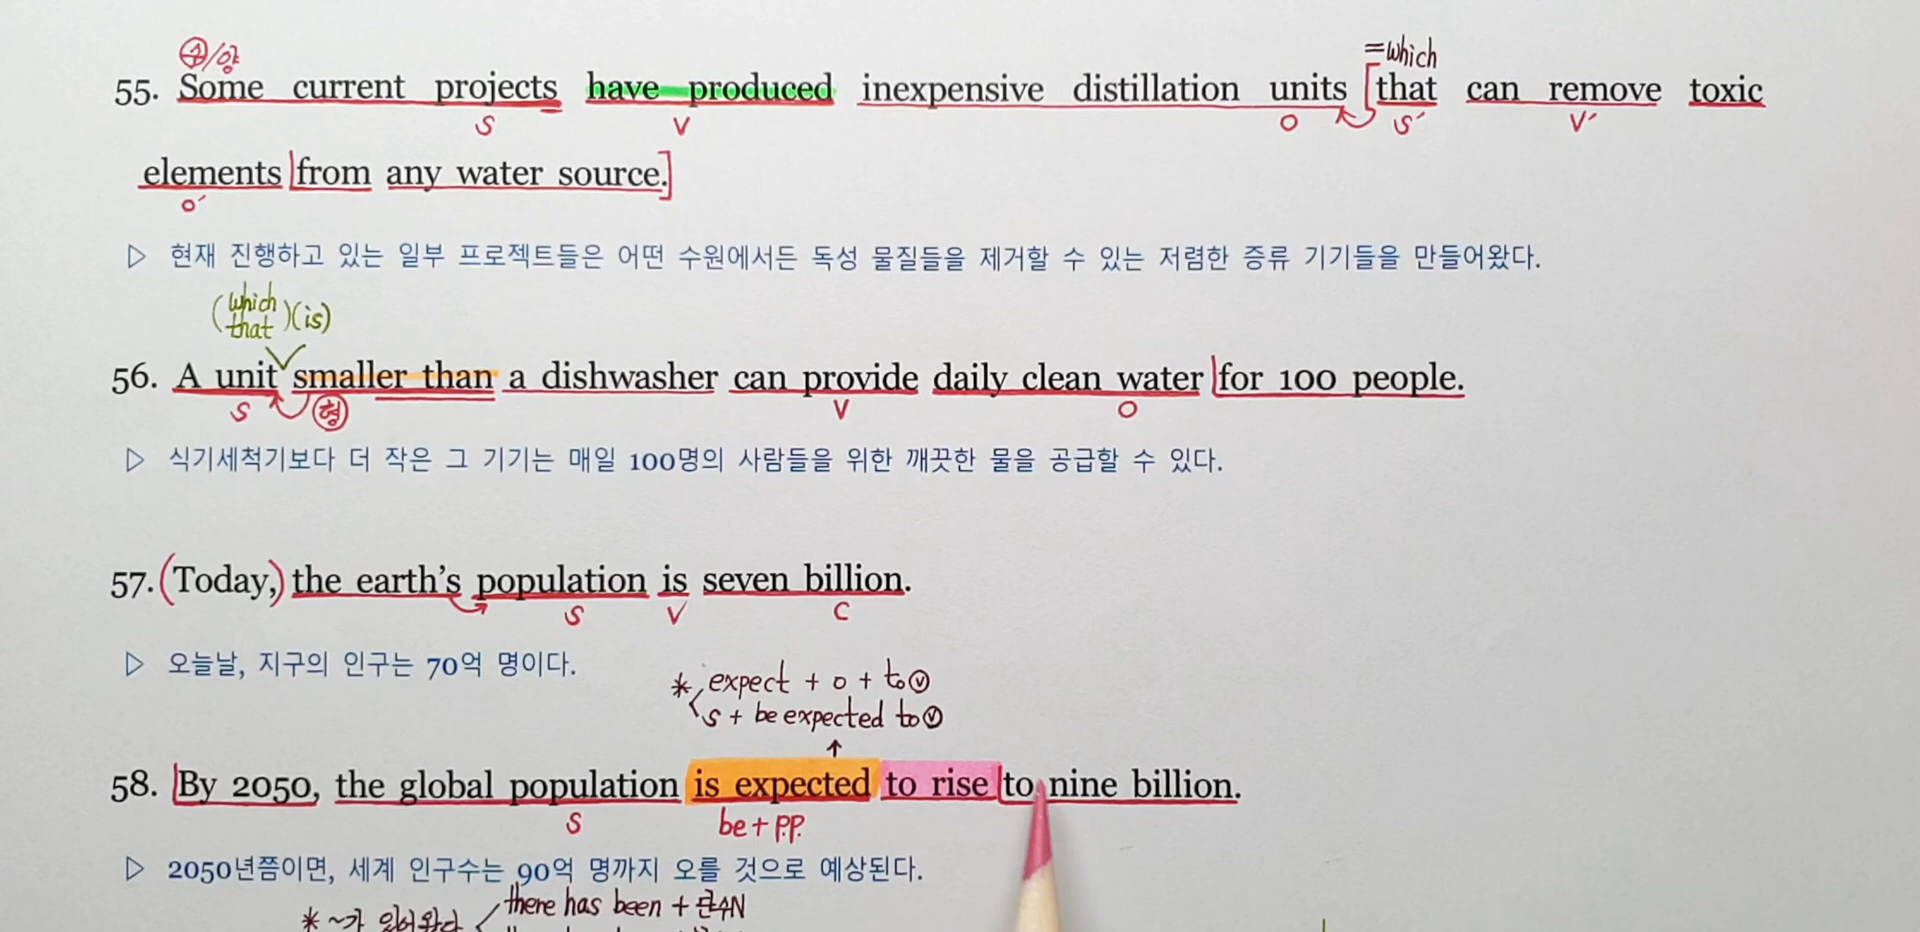 수/양
=which
55. Some current projects have produced inexpensive distillation units [that can remove toxic
S V O S' V'
elements from any water source.]
O'
▷ 현재 진행하고 있는 일부 프로젝트들은 어떤 수원에서든 독성 물질들을 제거할 수 있는 저렴한 증류 기기들을 만들어왔다.
(which that)(is)
56. A unit smaller than a dishwasher can provide daily clean water for 100 people.
S 형 V O
▷ 식기세척기보다 더 작은 그 기기는 매일 100명의 사람들을 위한 깨끗한 물을 공급할 수 있다.
57. (Today,) the earth's population is seven billion.
S V C
▷ 오늘날, 지구의 인구는 70억 명이다.
* expect + o + to ⓥ
S + be expected to ⓥ
↑
58. By 2050, the global population is expected to rise to nine billion.
S be + P.P.
▷ 2050년쯤이면, 세계 인구수는 90억 명까지 오를 것으로 예상된다.
there has been + 단수N
* ~가 있어왔다